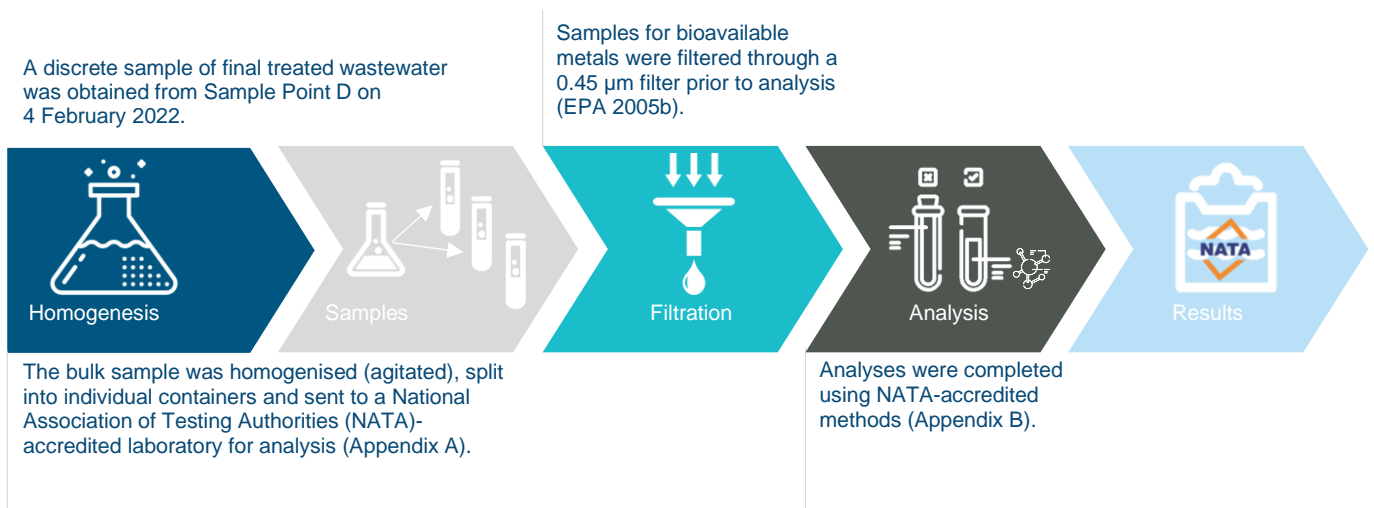 A discrete sample of final treated wastewater
was obtained from Sample Point D on
4 February 2022.
Samples for bioavailable
metals were filtered through a
0.45 µm filter prior to analysis
(EPA 2005b).
Homogenesis
Samples
Filtration
Analysis
NATA
Results
The bulk sample was homogenised (agitated), split
into individual containers and sent to a National
Association of Testing Authorities (NATA)-
accredited laboratory for analysis (Appendix A).
Analyses were completed
using NATA-accredited
methods (Appendix B).